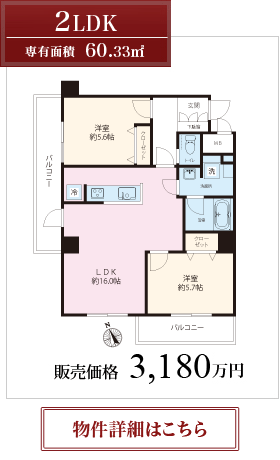 2LDK
専有面積 60.33㎡
玄関
下足箱
洋室
約5.6帖
クローゼット
トイレ
MB
バルコニー
冷
洗
洗面所
浴室
LDK
約16.0帖
クローゼット
洋室
約5.7帖
バルコニー
N
販売価格 3,180万円
物件詳細はこちら